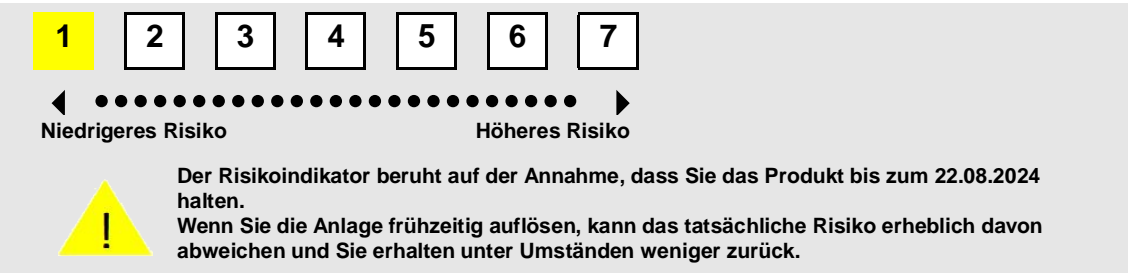 1 2 3 4 5 6 7
Niedrigeres Risiko Höheres Risiko
Der Risikoindikator beruht auf der Annahme, dass Sie das Produkt bis zum 22.08.2024
halten.
Wenn Sie die Anlage frühzeitig auflösen, kann das tatsächliche Risiko erheblich davon
abweichen und Sie erhalten unter Umständen weniger zurück.
!